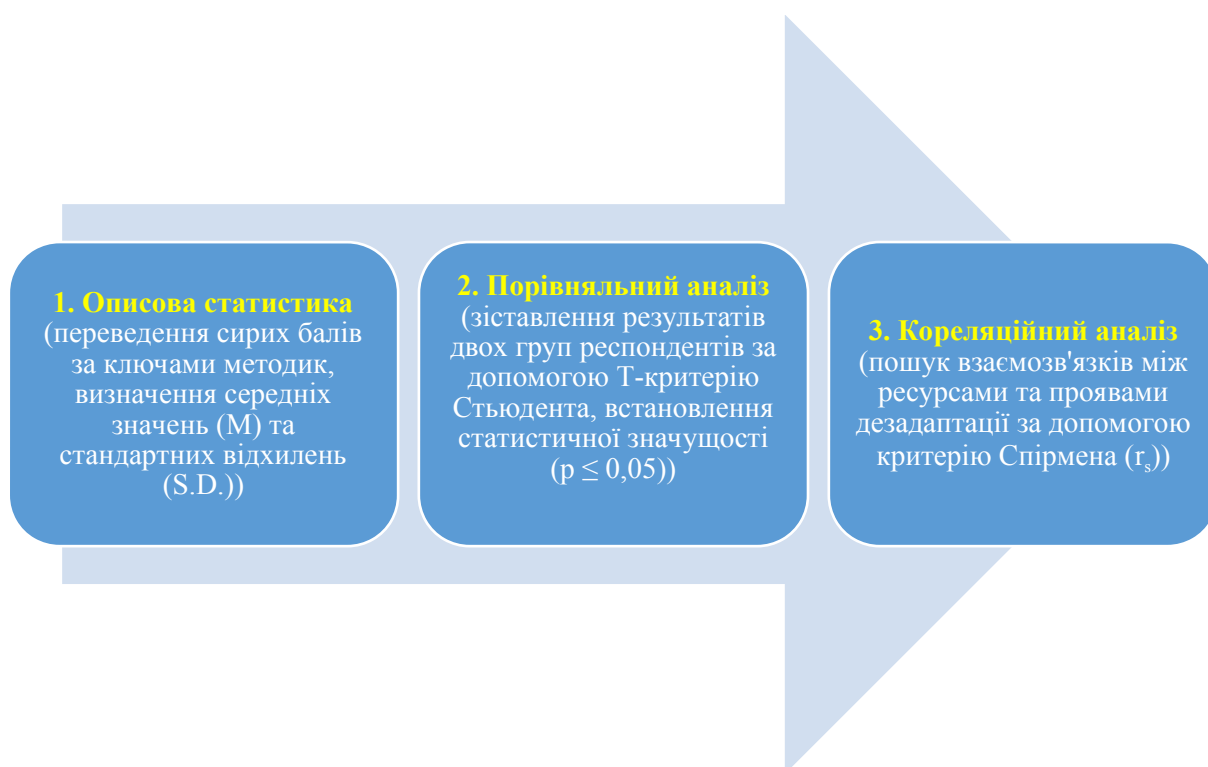 1. Описова статистика
(переведення сирих балів
за ключами методик,
визначення середніх
значень (М) та
стандартних відхилень
(S.D.))
2. Порівняльний аналіз
(зіставлення результатів
двох груп респондентів за
допомогою Т-критерію
Стьюдента, встановлення
статистичної значущості
(p ≤ 0,05))
3. Кореляційний аналіз
(пошук взаємозв'язків між
ресурсами та проявами
дезадаптації за допомогою
критерію Спірмена (rₛ))